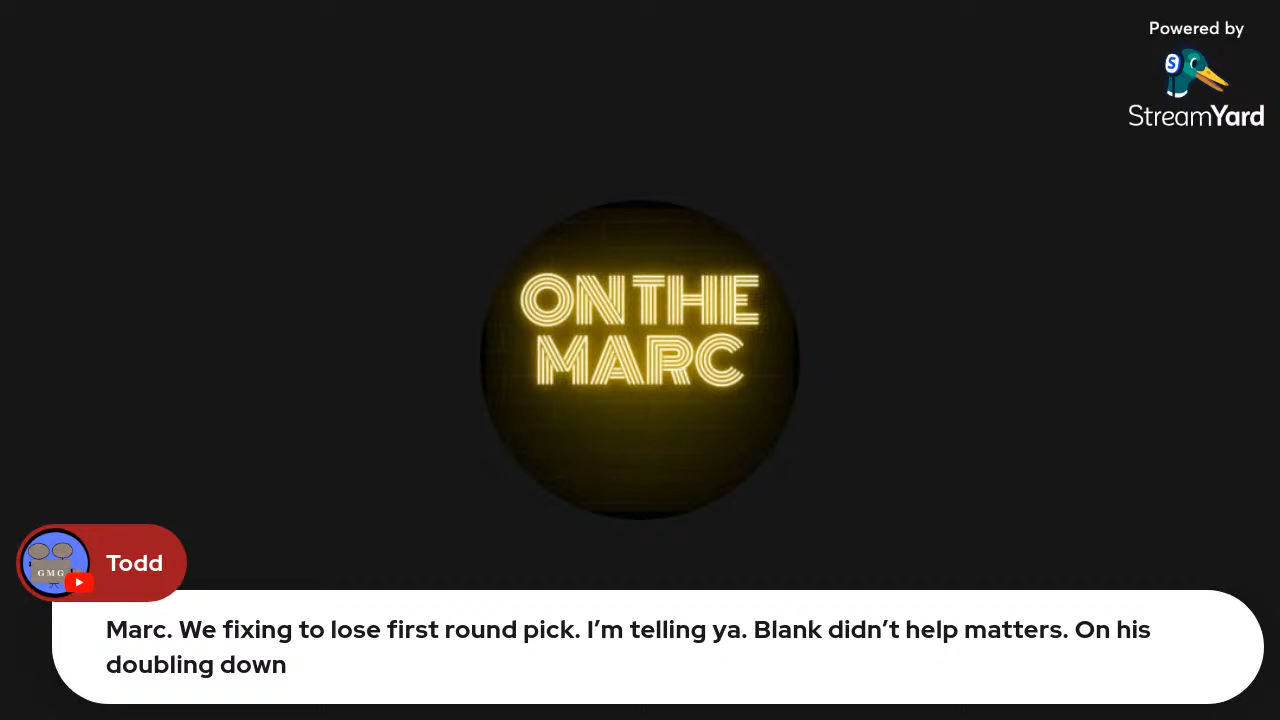 Powered by
S
StreamYard
ON THE
MARC
GMG
Todd
Marc. We fixing to lose first round pick. I’m telling ya. Blank didn’t help matters. On his
doubling down